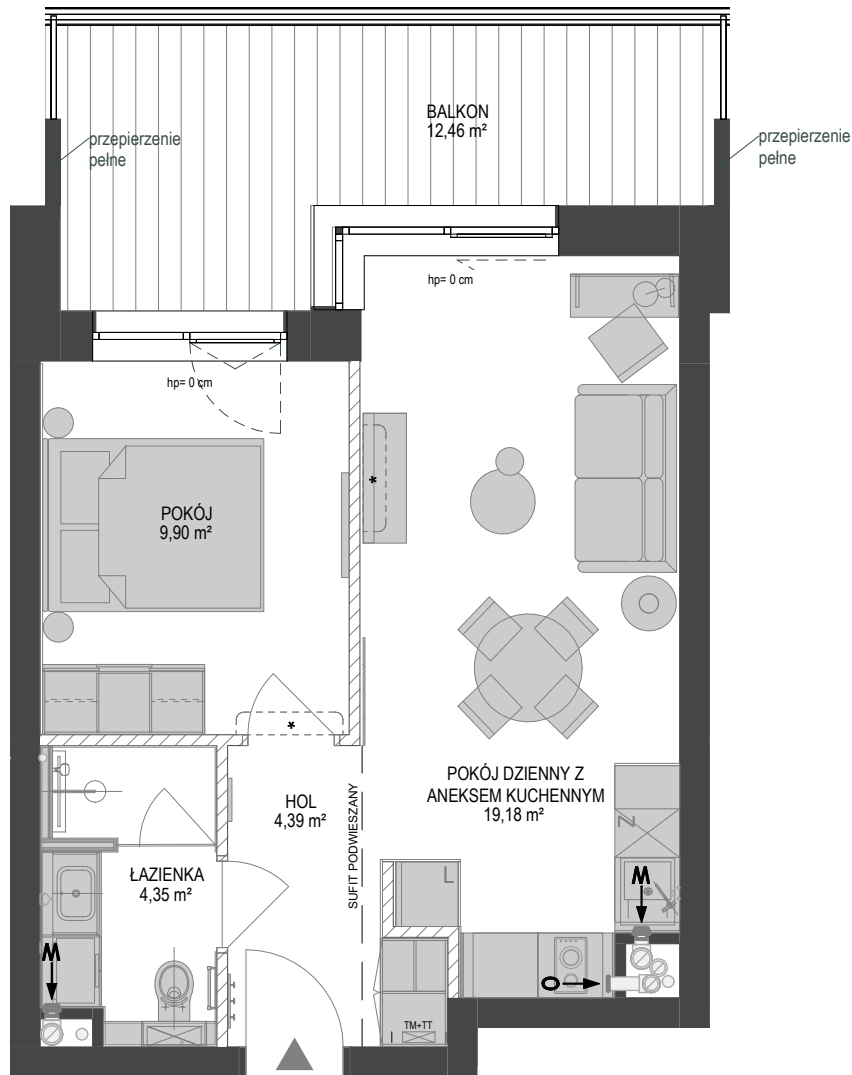 BALKON
12,46 m²
przepierzenie
pełne
przepierzenie
pełne
hp= 0 cm
hp= 0 cm
*
POKÓJ
9,90 m²
*
POKÓJ DZIENNY Z
ANEKSEM KUCHENNYM
19,18 m²
HOL
4,39 m²
SUFIT PODWIESZANY
Z
ŁAZIENKA
4,35 m²
L
M
M
O
TM+TT